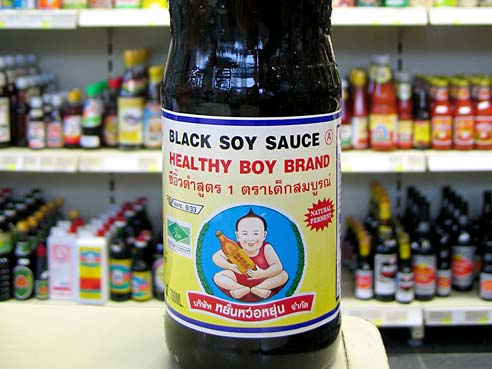 BLACK SOY SAUCE A
HEALTHY BOY BRAND
ซีอิ๊วดำสูตร 1 ตราเด็กสมบูรณ์
NATURAL
FERMENT
บริษัท หยั่นหว่อหยุ่น จำกัด